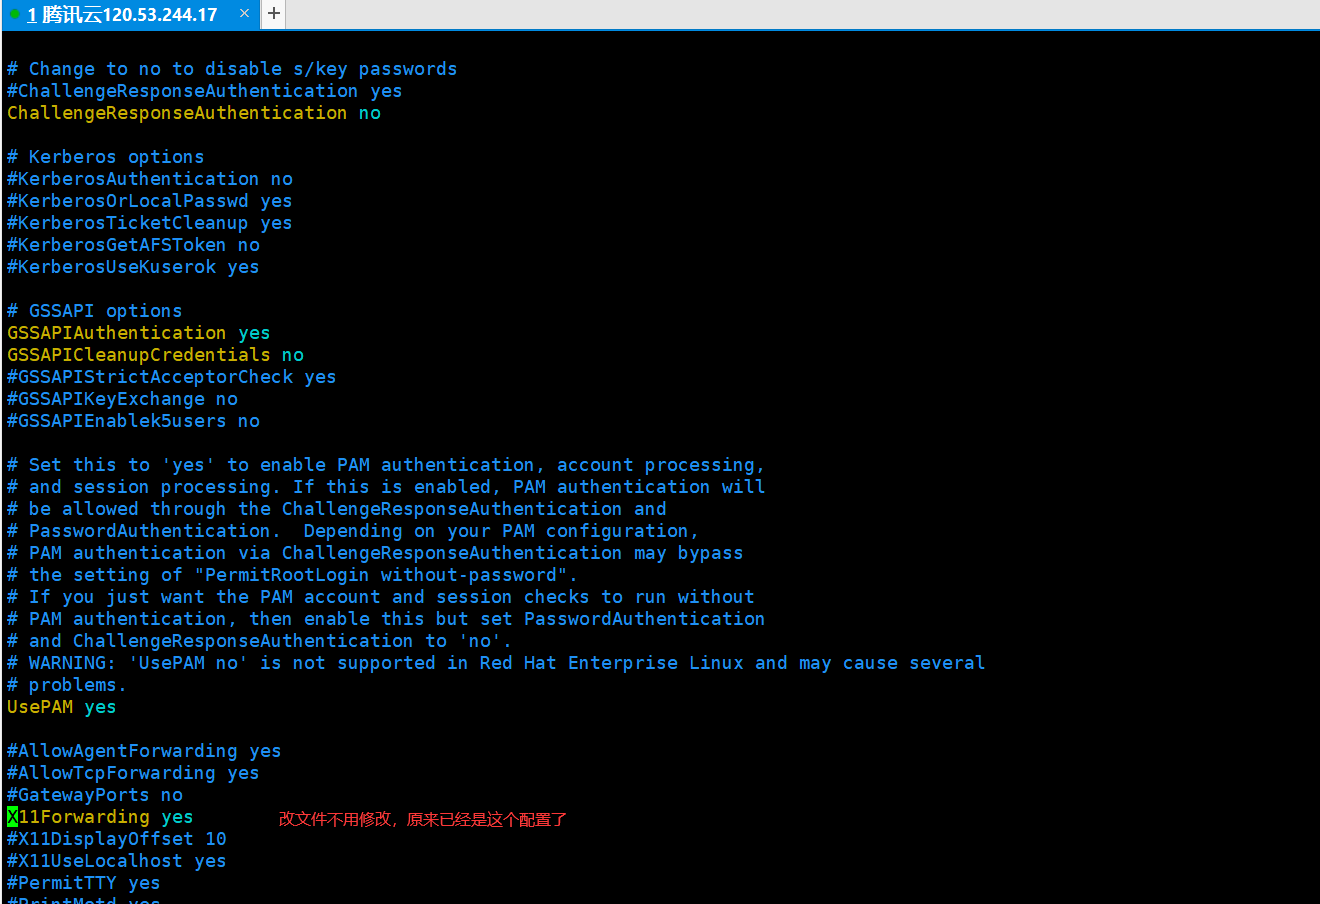 1 腾讯云120.53.244.17 × +
# Change to no to disable s/key passwords
#ChallengeResponseAuthentication yes
ChallengeResponseAuthentication no
# Kerberos options
#KerberosAuthentication no
#KerberosOrLocalPasswd yes
#KerberosTicketCleanup yes
#KerberosGetAFSToken no
#KerberosUseKuserok yes
# GSSAPI options
GSSAPIAuthentication yes
GSSAPICleanupCredentials no
#GSSAPIStrictAcceptorCheck yes
#GSSAPIKeyExchange no
#GSSAPIEnablek5users no
# Set this to 'yes' to enable PAM authentication, account processing,
# and session processing. If this is enabled, PAM authentication will
# be allowed through the ChallengeResponseAuthentication and
# PasswordAuthentication.  Depending on your PAM configuration,
# PAM authentication via ChallengeResponseAuthentication may bypass
# the setting of "PermitRootLogin without-password".
# If you just want the PAM account and session checks to run without
# PAM authentication, then enable this but set PasswordAuthentication
# and ChallengeResponseAuthentication to 'no'.
# WARNING: 'UsePAM no' is not supported in Red Hat Enterprise Linux and may cause several
# problems.
UsePAM yes
#AllowAgentForwarding yes
#AllowTcpForwarding yes
#GatewayPorts no
X11Forwarding yes 改文件不用修改，原来已经是这个配置了
#X11DisplayOffset 10
#X11UseLocalhost yes
#PermitTTY yes
#PrintMotd yes